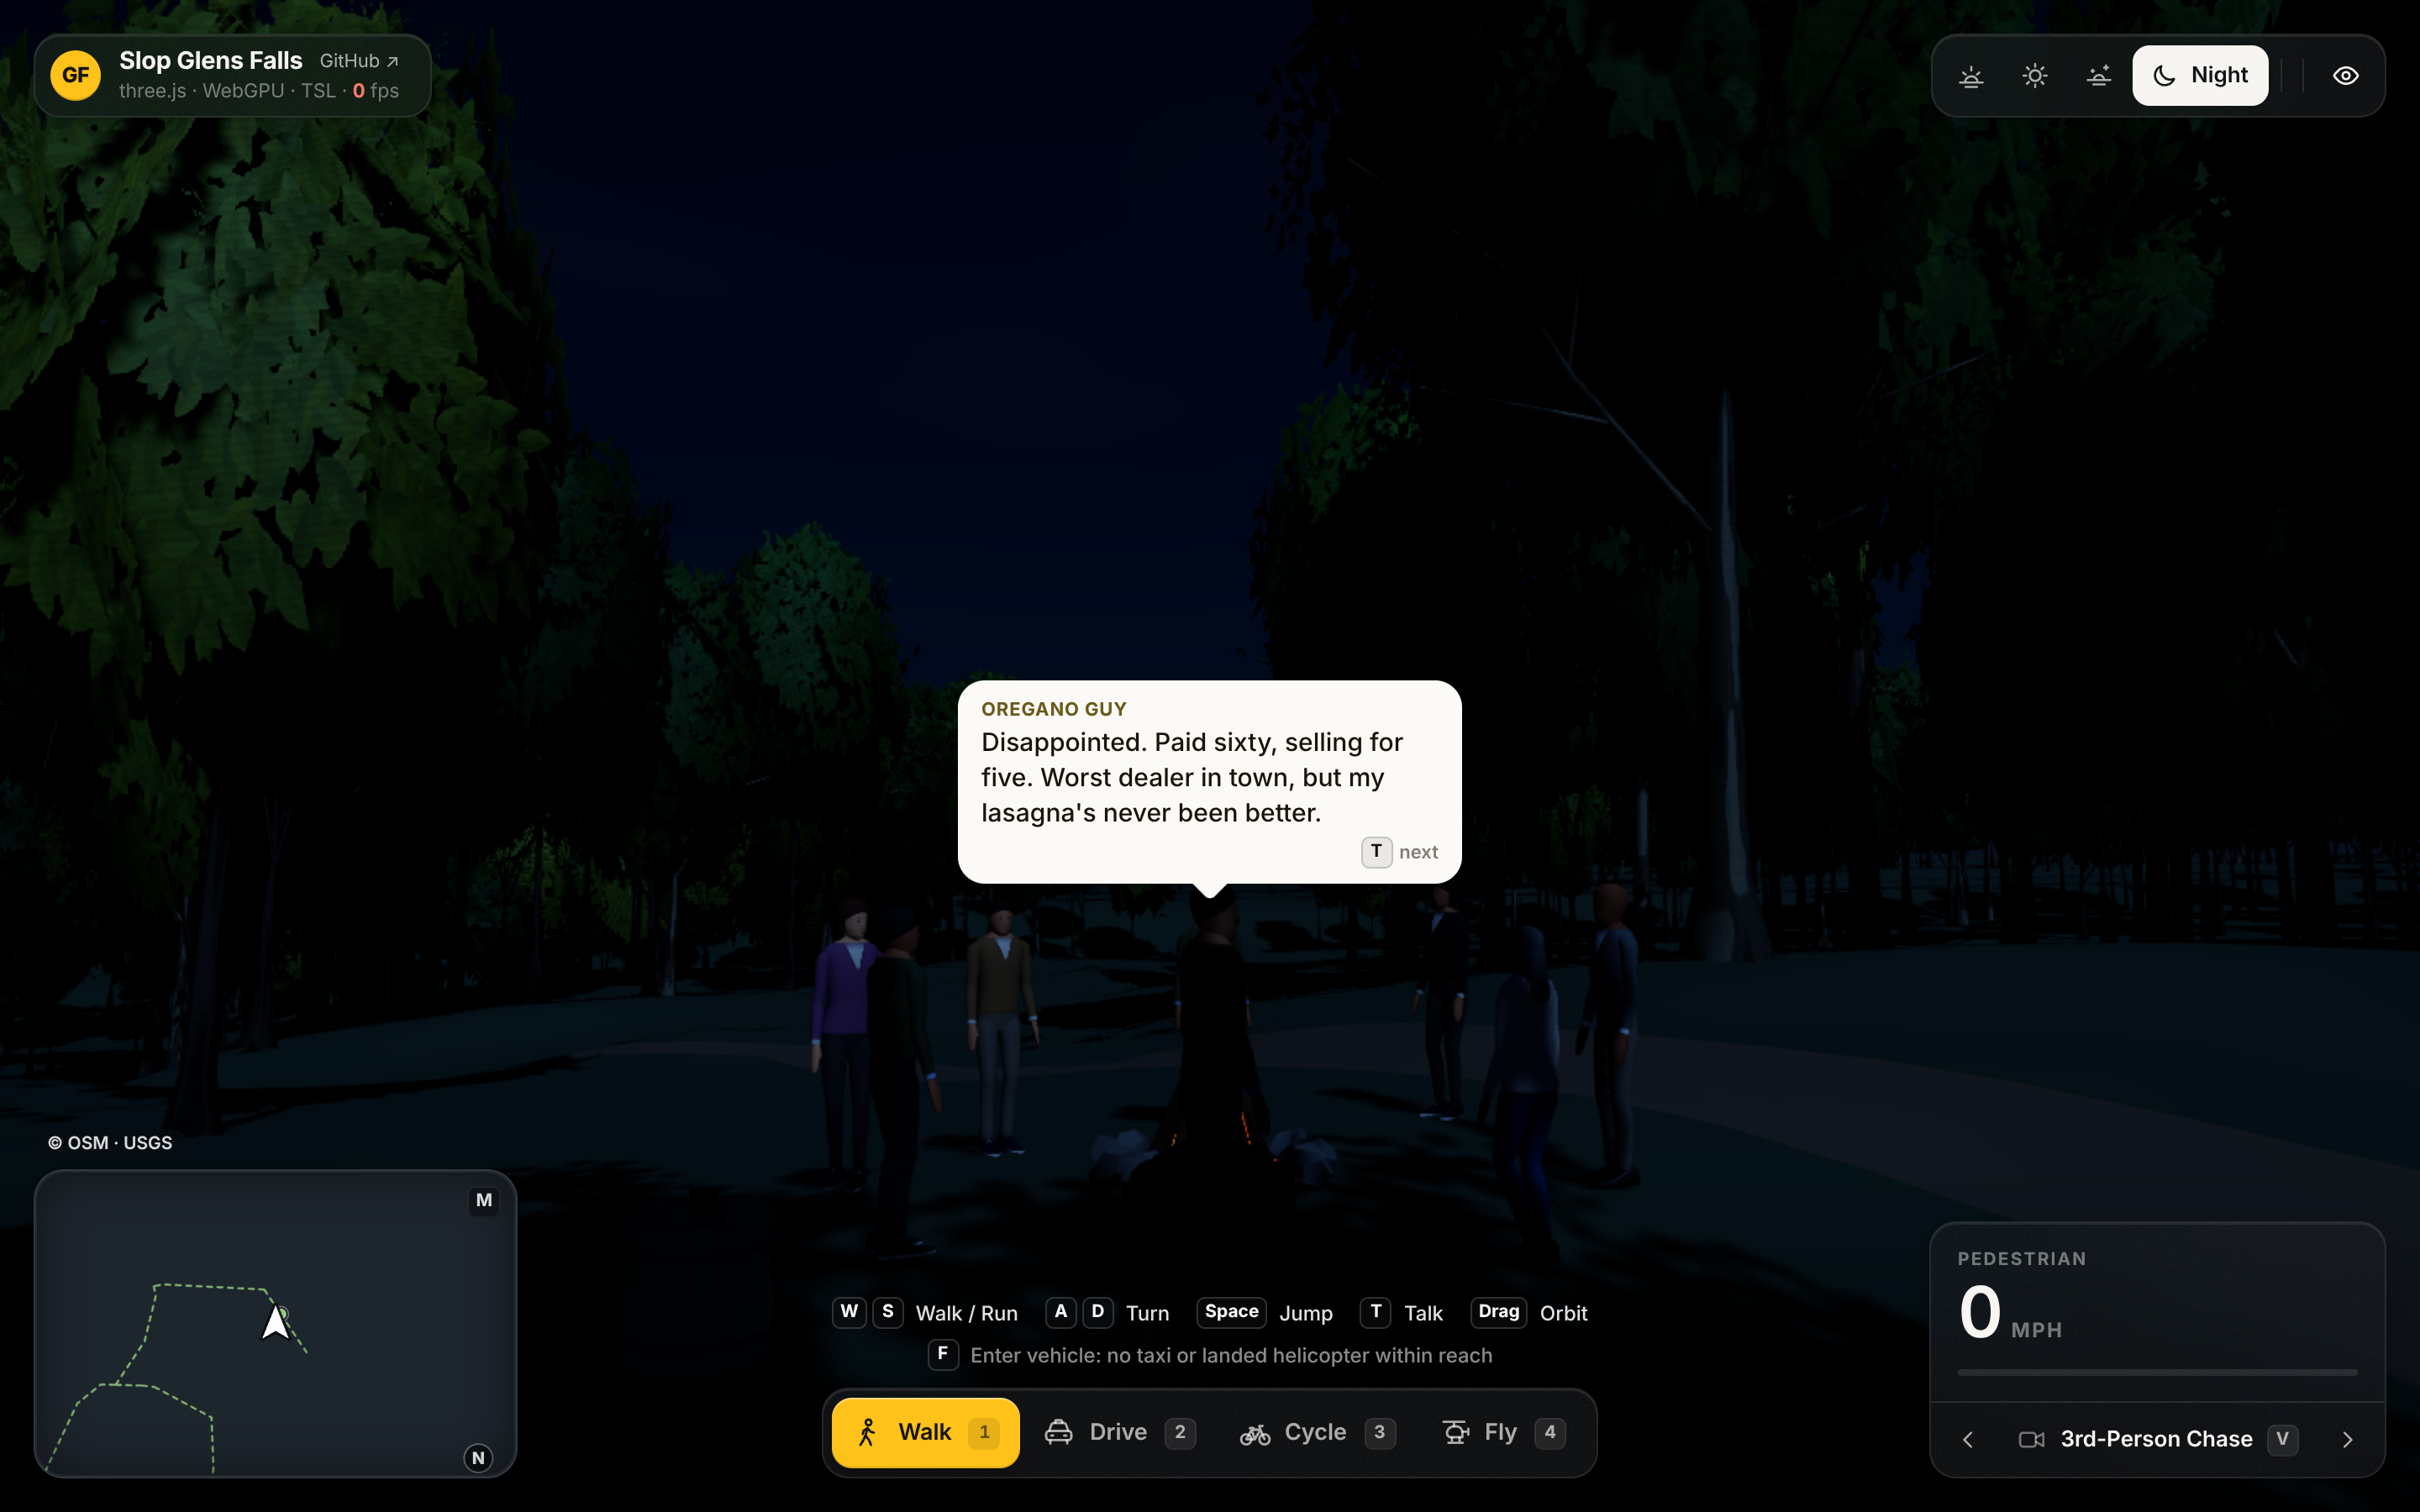 GF
Slop Glens Falls GitHub ↗
three.js · WebGPU · TSL · 0 fps
Night
OREGANO GUY
Disappointed. Paid sixty, selling for
five. Worst dealer in town, but my
lasagna's never been better.
T next
© OSM · USGS
M
N
W S Walk / Run A D Turn Space Jump T Talk Drag Orbit
F Enter vehicle: no taxi or landed helicopter within reach
Walk 1 Drive 2 Cycle 3 Fly 4
PEDESTRIAN
0 MPH
3rd-Person Chase V